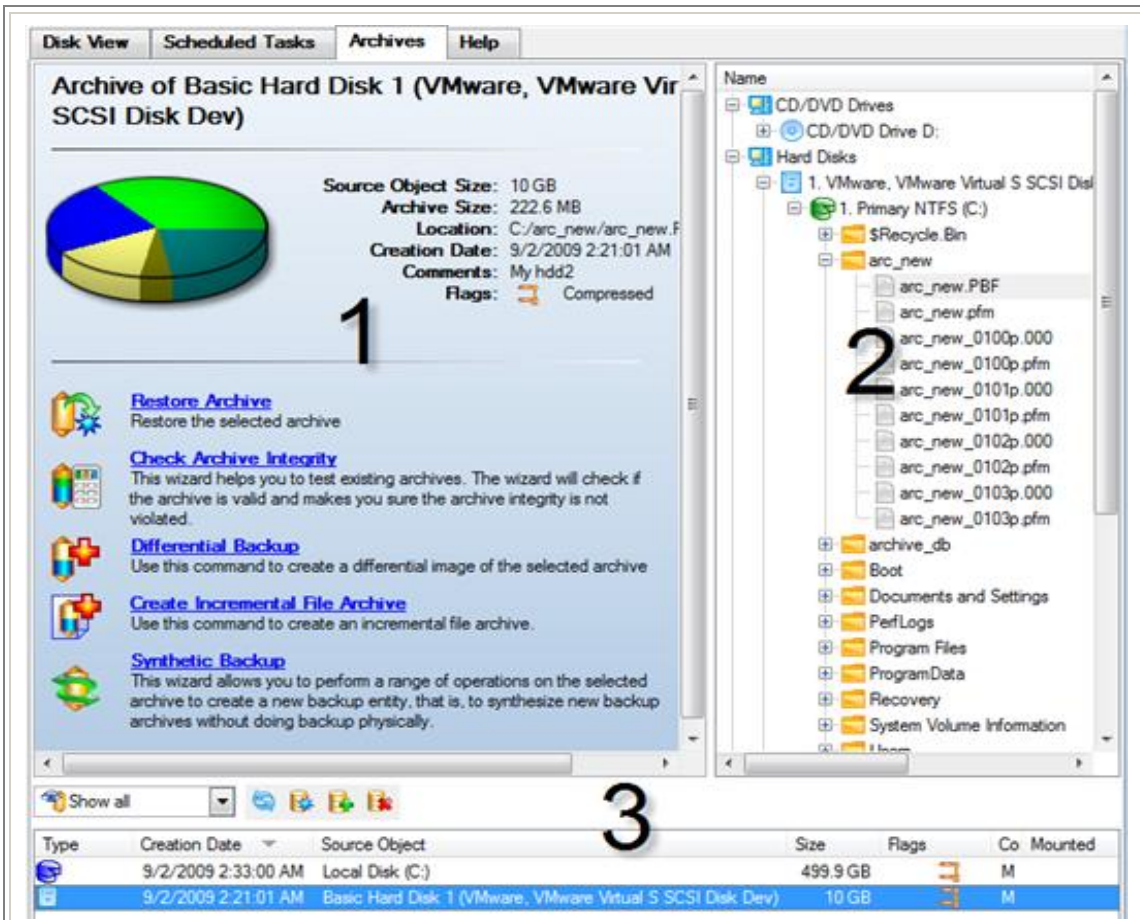 Disk View Scheduled Tasks Archives Help
Archive of Basic Hard Disk 1 (VMware, VMware Vir
SCSI Disk Dev)
Source Object Size: 10 GB
Archive Size: 222.6 MB
Location: C:/arc_new/arc_new.F
Creation Date: 9/2/2009 2:21:01 AM
Comments: My hdd2
Flags: Compressed
1
Restore Archive
Restore the selected archive
Check Archive Integrity
This wizard helps you to test existing archives. The wizard will check if
the archive is valid and makes you sure the archive integrity is not
violated.
Differential Backup
Use this command to create a differential image of the selected archive
Create Incremental File Archive
Use this command to create an incremental file archive.
Synthetic Backup
This wizard allows you to perform a range of operations on the selected
archive to create a new backup entity, that is, to synthesize new backup
archives without doing backup physically.
Name
CD/DVD Drives
CD/DVD Drive D:
Hard Disks
1. VMware, VMware Virtual S SCSI Disl
1. Primary NTFS (C:)
$Recycle.Bin
arc_new
arc_new.PBF
arc_new.pfm
arc_new_0100p.000
2
arc_new_0100p.pfm
arc_new_0101p.000
arc_new_0101p.pfm
arc_new_0102p.000
arc_new_0102p.pfm
arc_new_0103p.000
arc_new_0103p.pfm
archive_db
Boot
Documents and Settings
PerfLogs
Program Files
ProgramData
Recovery
System Volume Information
Users
Show all
3
Type Creation Date Source Object Size Flags Co Mounted
9/2/2009 2:33:00 AM Local Disk (C:) 499.9 GB M
9/2/2009 2:21:01 AM Basic Hard Disk 1 (VMware, VMware Virtual S SCSI Disk Dev) 10 GB M